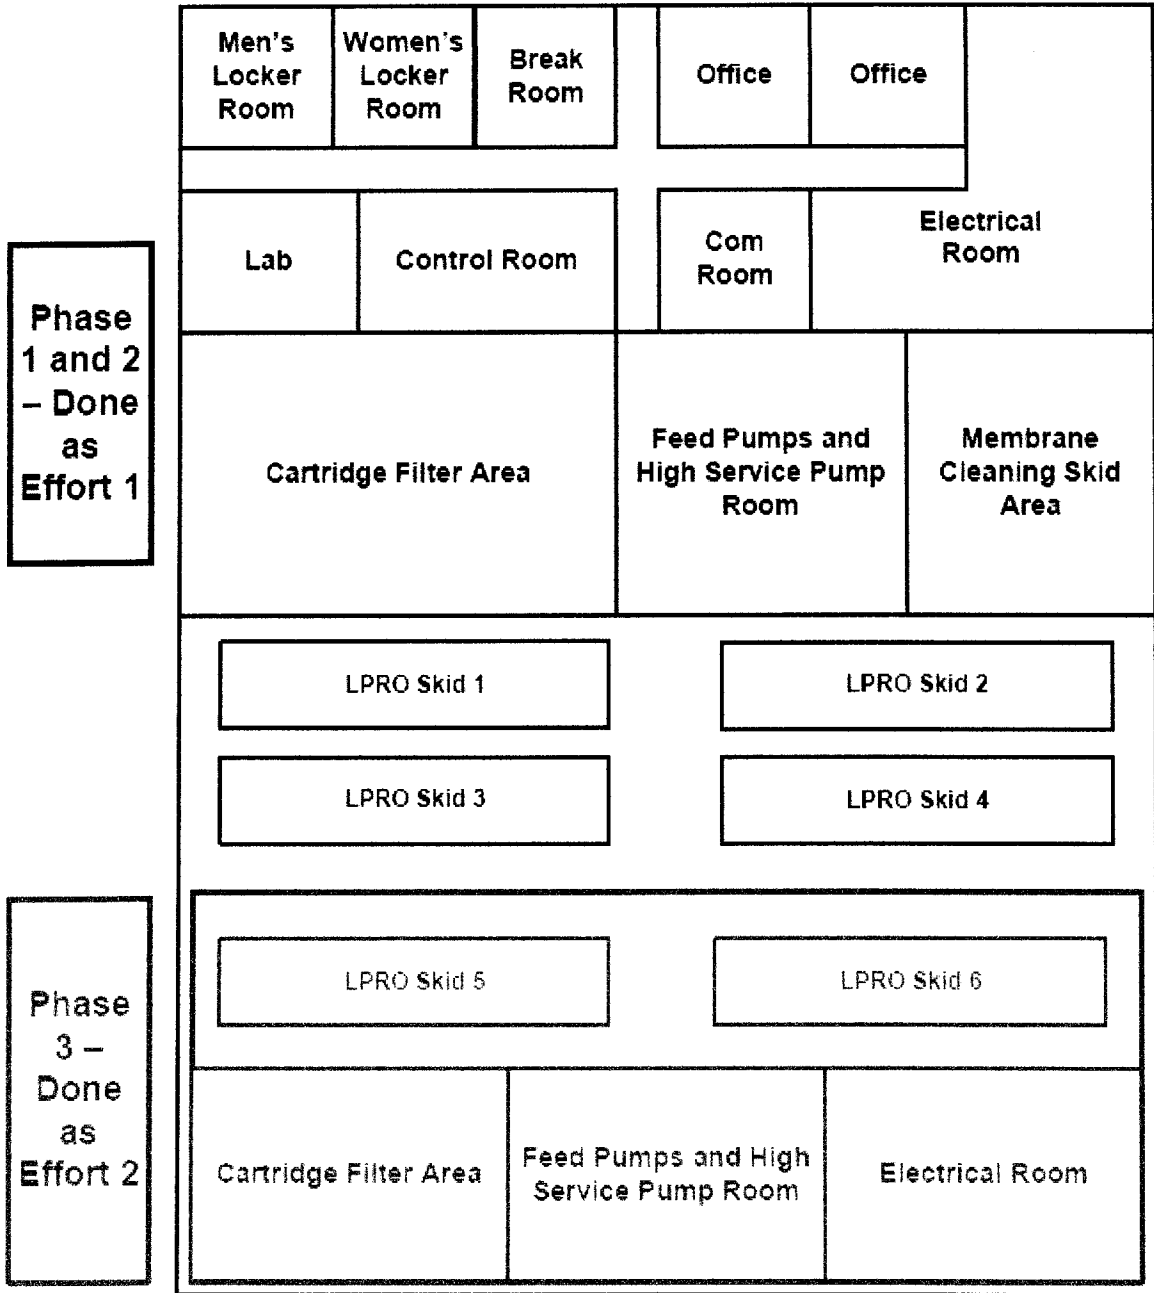 Men's
Locker
Room
Women's
Locker
Room
Break
Room
Office
Office
Lab
Control Room
Com
Room
Electrical
Room
Phase
1 and 2
– Done
as
Effort 1
Cartridge Filter Area
Feed Pumps and
High Service Pump
Room
Membrane
Cleaning Skid
Area
LPRO Skid 1
LPRO Skid 2
LPRO Skid 3
LPRO Skid 4
Phase
3 –
Done
as
Effort 2
LPRO Skid 5
LPRO Skid 6
Cartridge Filter Area
Feed Pumps and High
Service Pump Room
Electrical Room